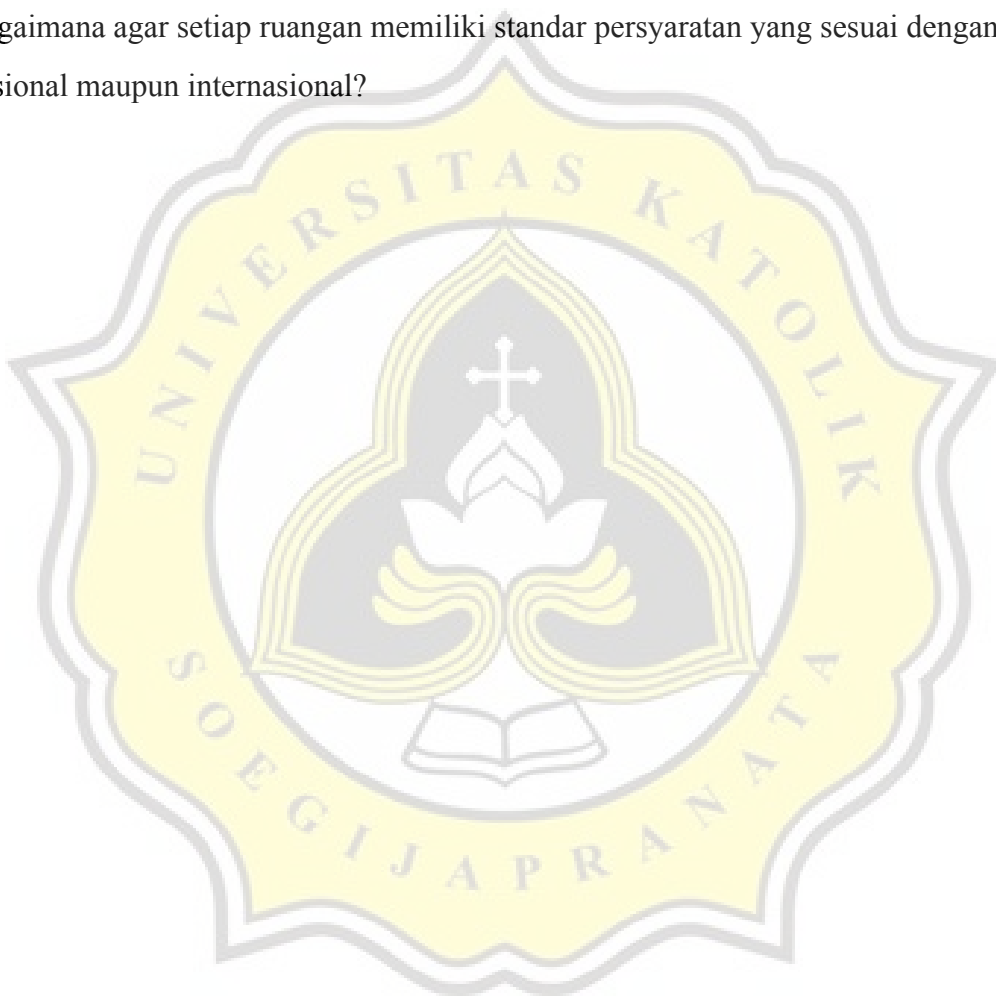 gaimana agar setiap ruangan memiliki standar persyaratan yang sesuai dengan
sional maupun internasional?
UNIVERSITAS KATOLIK
SOEGIJAPRANATA